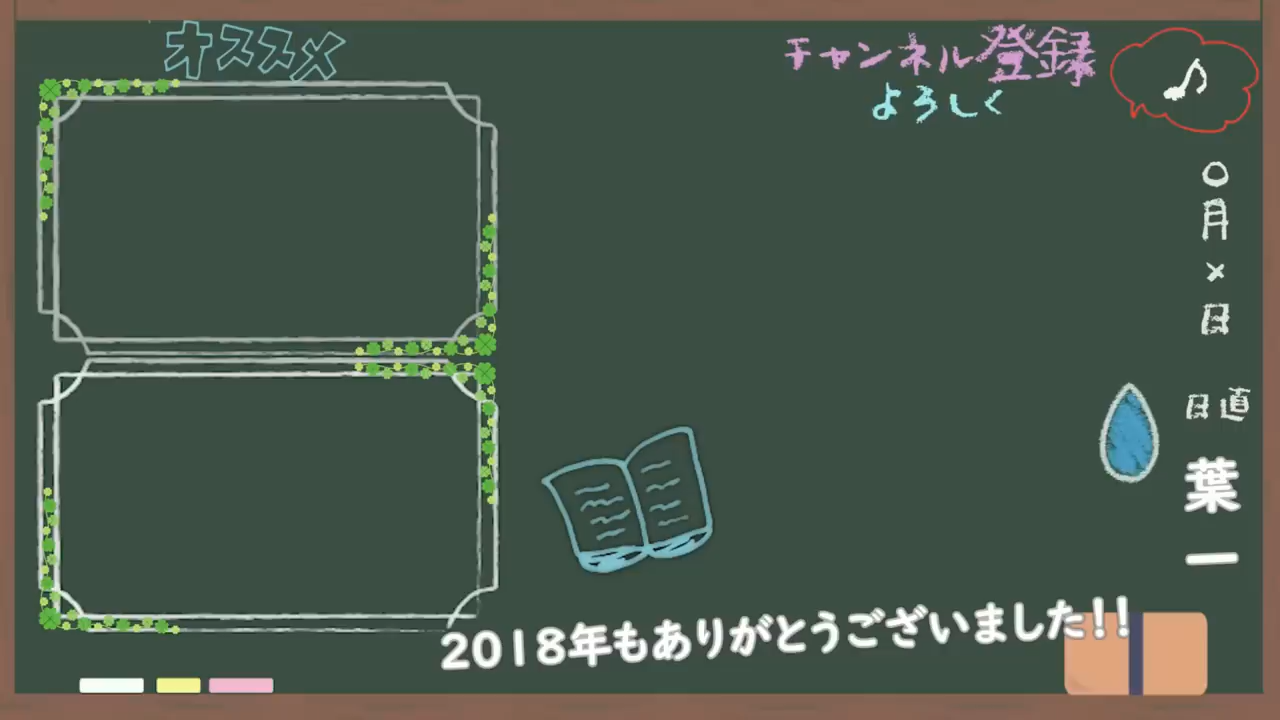 オススメ
チャンネル登録
よろしく
〇月×日
日直
葉一
2018年もありがとうございました!!